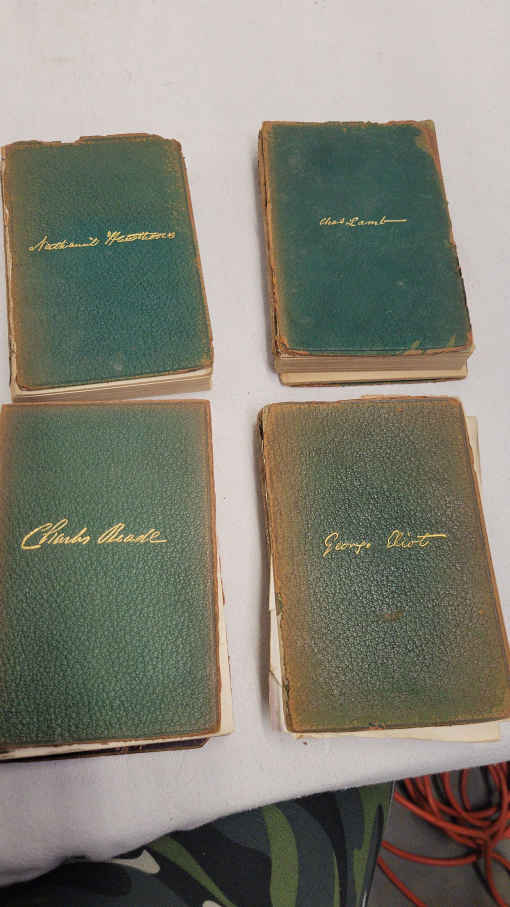 Nathaniel Hawthorne
Chas Lamb
Charles Reade
George Eliot